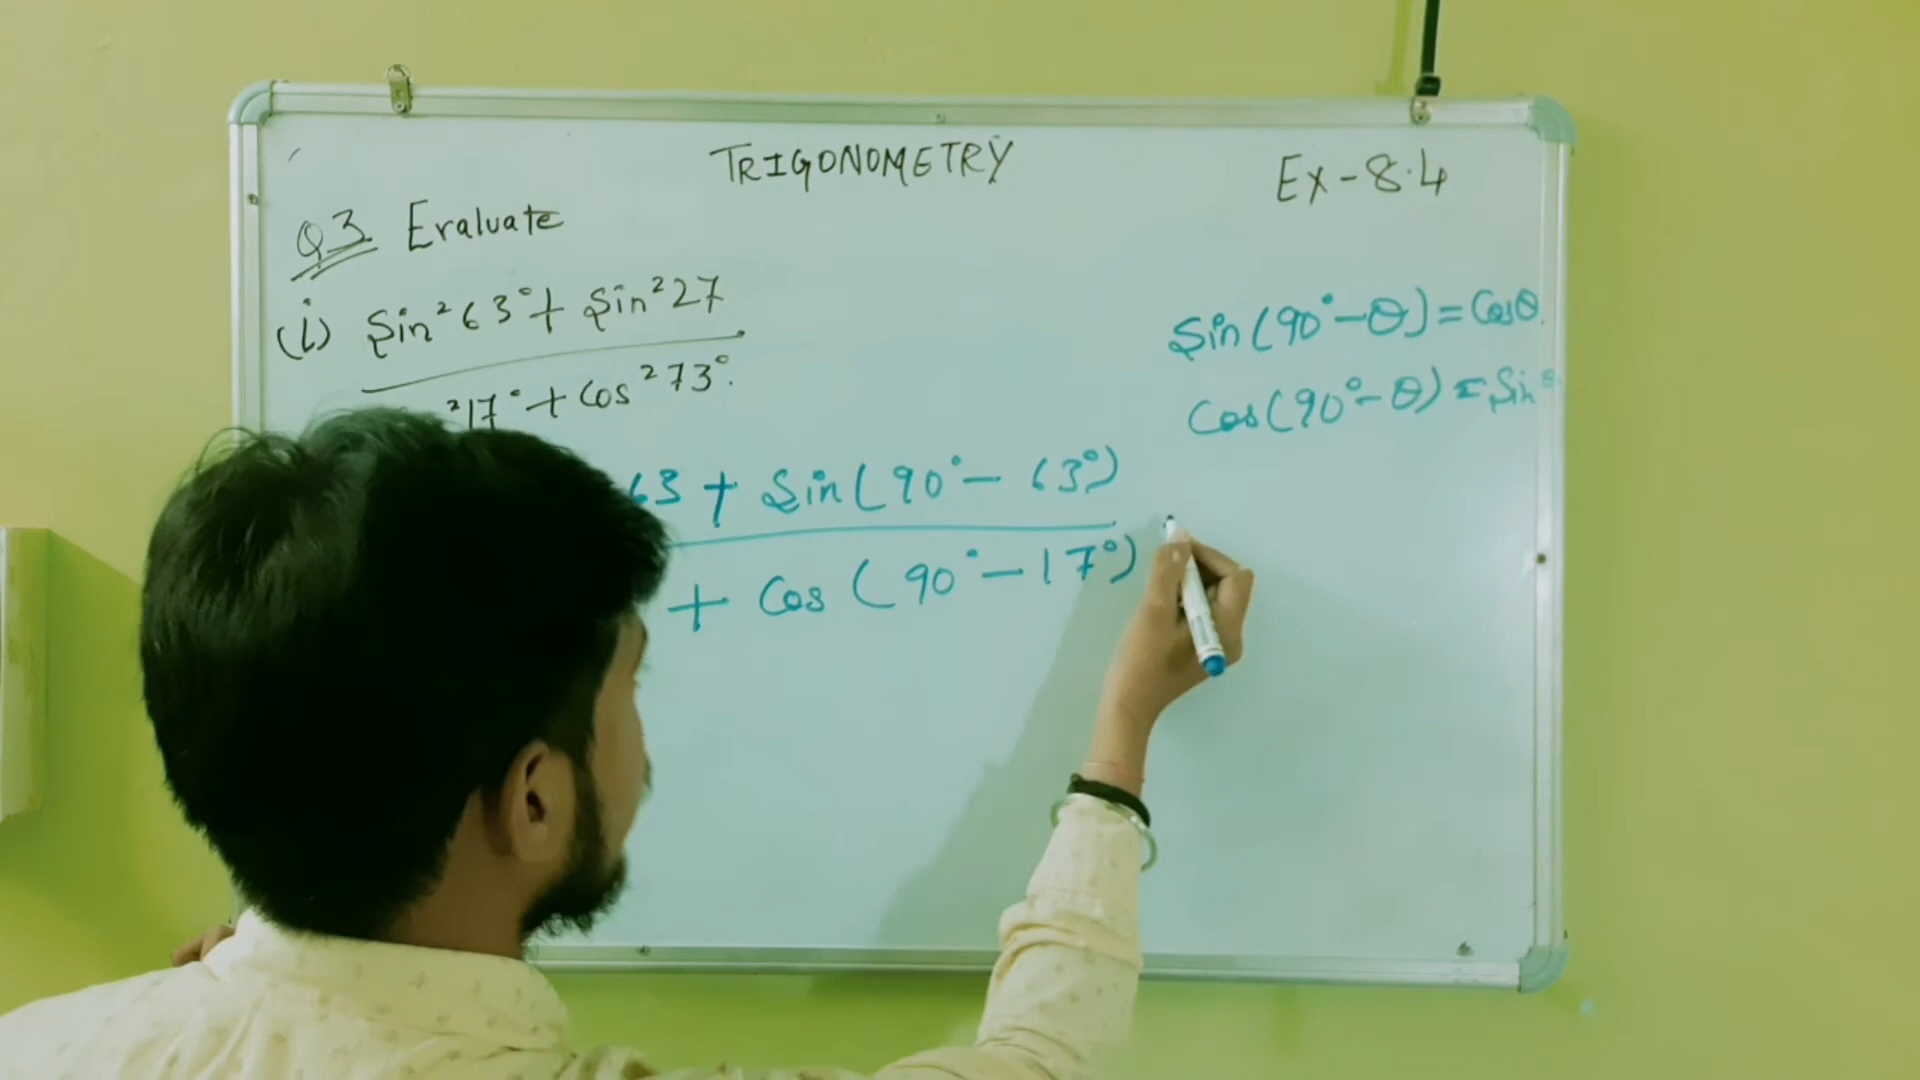 TRIGONOMETRY
Ex-8.4
Q3 Evaluate
(i) Sin²63°+ Sin²27
²17°+ Cos²73°.
Sin(90°-θ)=Cosθ.
Cos(90°-θ)=Sinθ
63 + Sin(90°- 63°)
+ Cos (90°-17°)